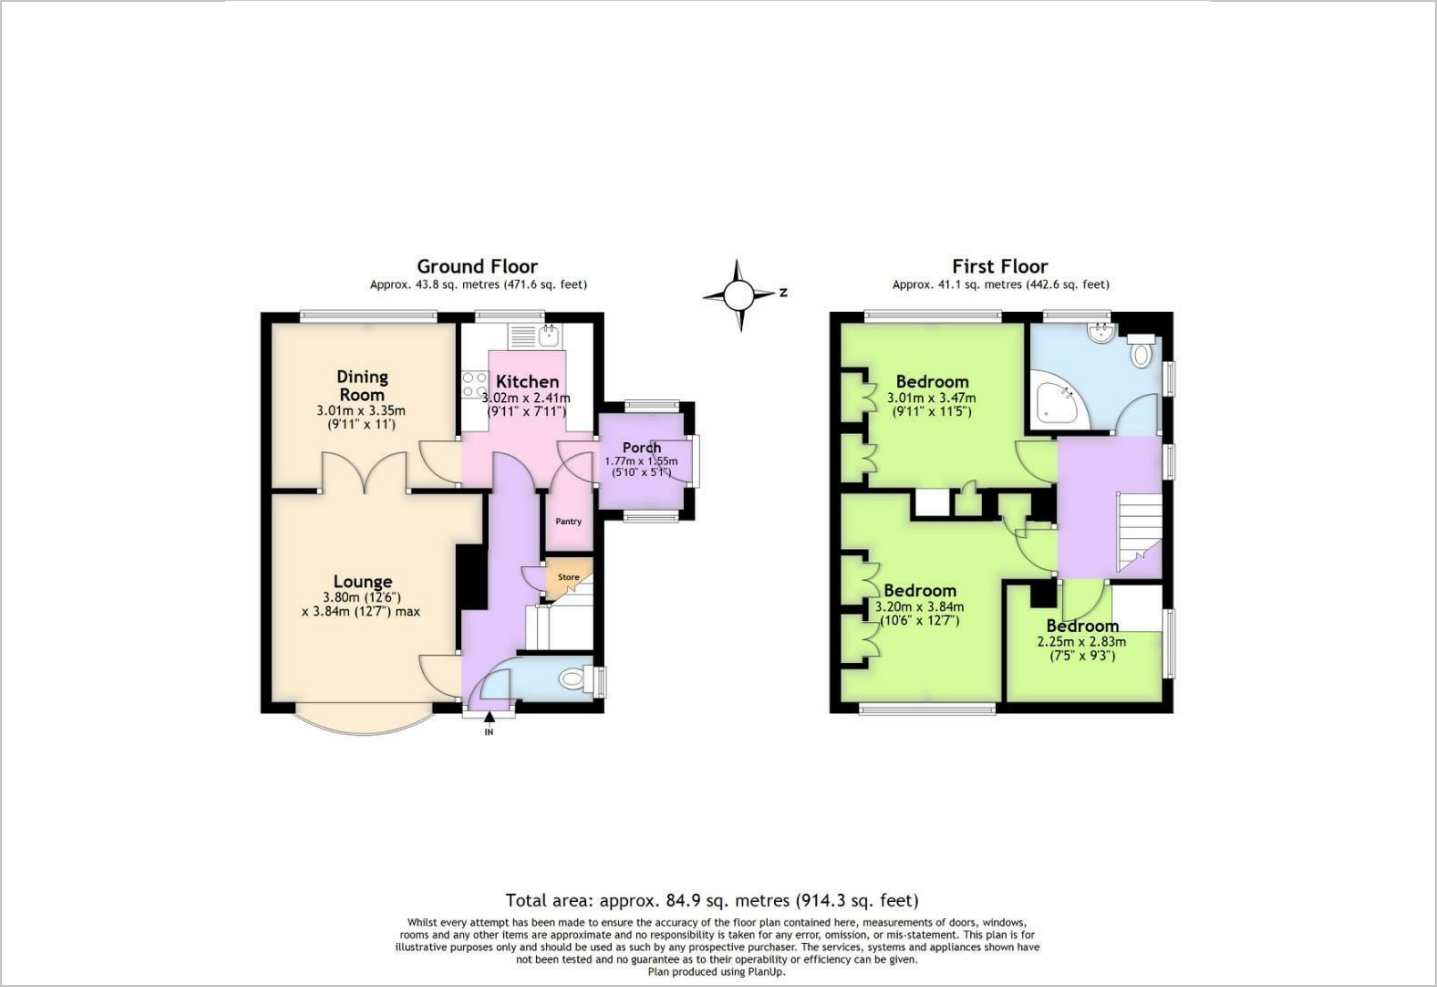 Ground Floor
Approx. 43.8 sq. metres (471.6 sq. feet)
Dining
Room
3.01m x 3.35m
(9'11" x 11')
Kitchen
3.02m x 2.41m
(9'11" x 7'11")
Porch
1.77m x 1.55m
(5'10" x 5'1")
Pantry
Store
Lounge
3.80m (12'6")
x 3.84m (12'7") max
IN
Z
First Floor
Approx. 41.1 sq. metres (442.6 sq. feet)
Bedroom
3.01m x 3.47m
(9'11" x 11'5")
Bedroom
3.20m x 3.84m
(10'6" x 12'7")
Bedroom
2.25m x 2.83m
(7'5" x 9'3")
Total area: approx. 84.9 sq. metres (914.3 sq. feet)
Whilst every attempt has been made to ensure the accuracy of the floor plan contained here, measurements of doors, windows,
rooms and any other items are approximate and no responsibility is taken for any error, omission, or mis-statement. This plan is for
illustrative purposes only and should be used as such by any prospective purchaser. The services, systems and appliances shown have
not been tested and no guarantee as to their operability or efficiency can be given.
Plan produced using PlanUp.